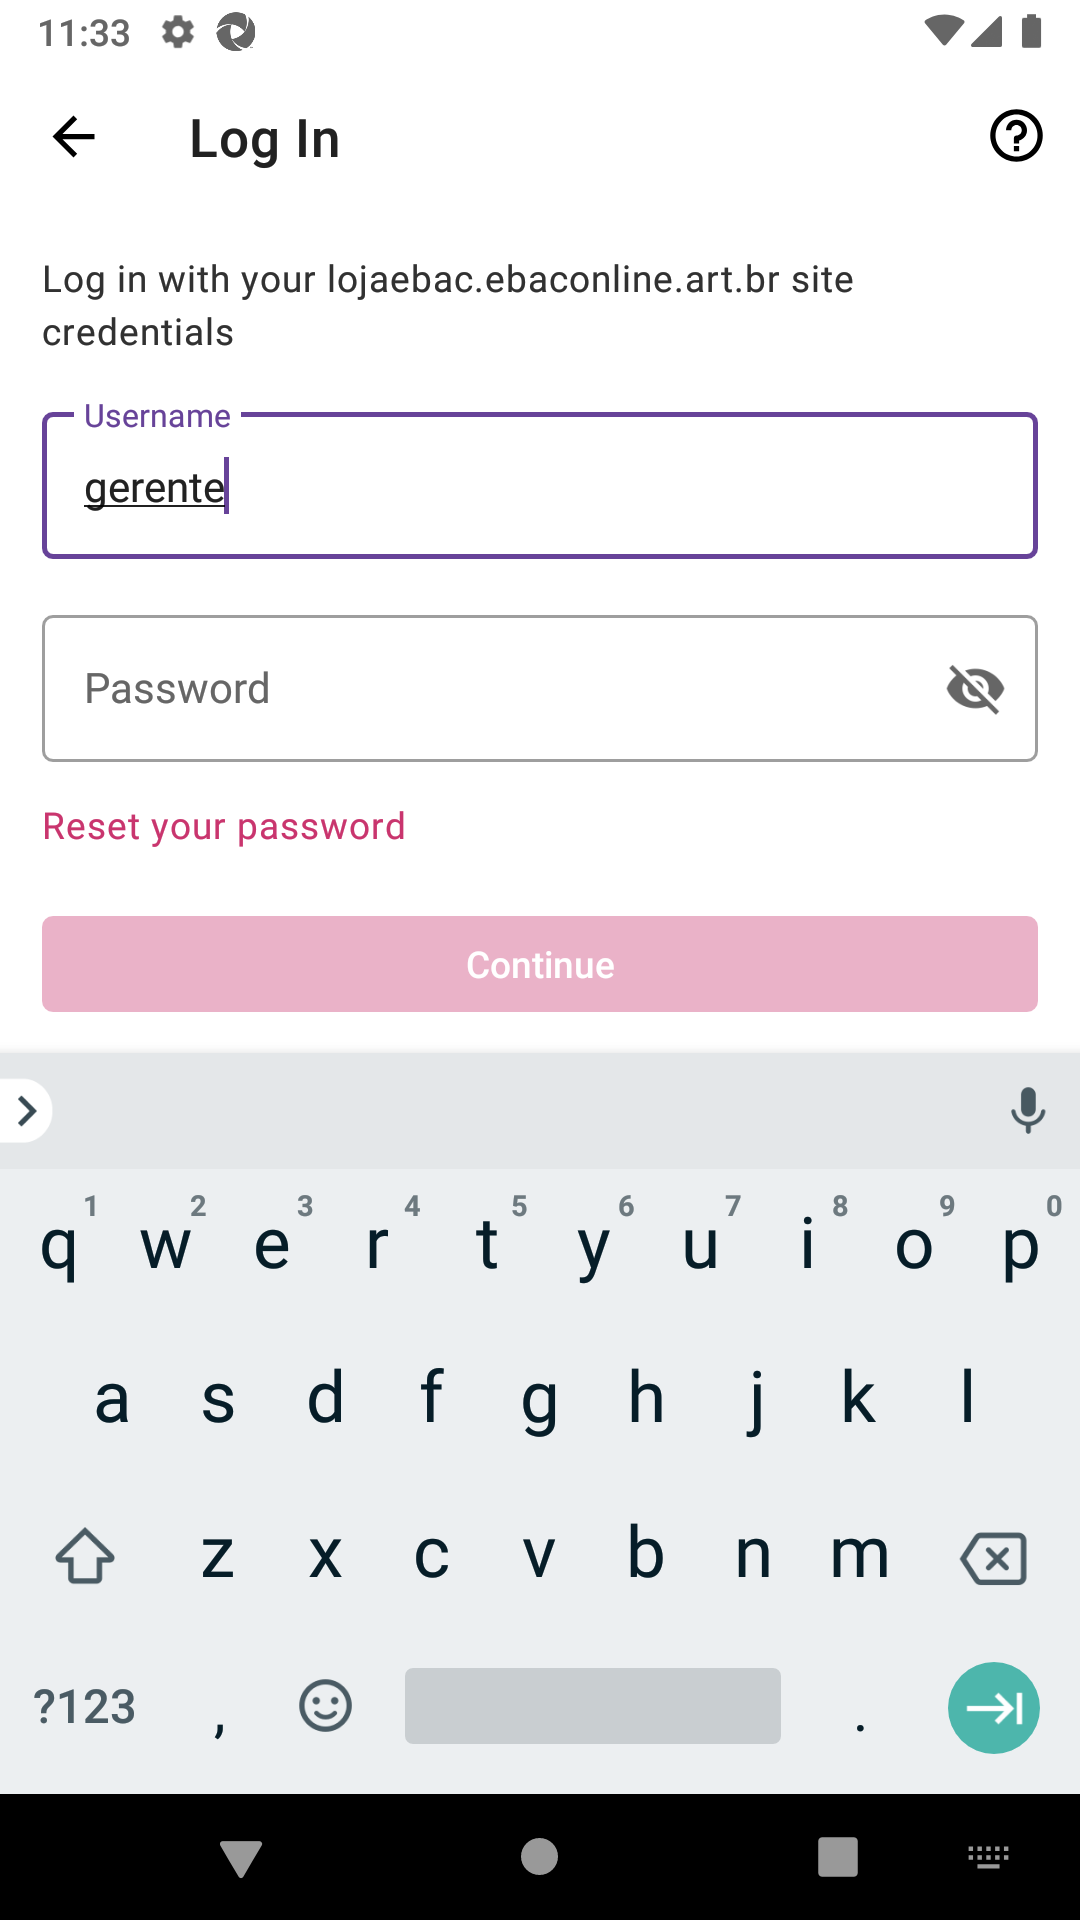 11:33
Log In
Log in with your lojaebac.ebaconline.art.br site
credentials
Username
gerente
Password
Reset your password
Continue
1 2 3 4 5 6 7 8 9 0
q w e r t y u i o p
a s d f g h j k l
z x c v b n m
?123 , .